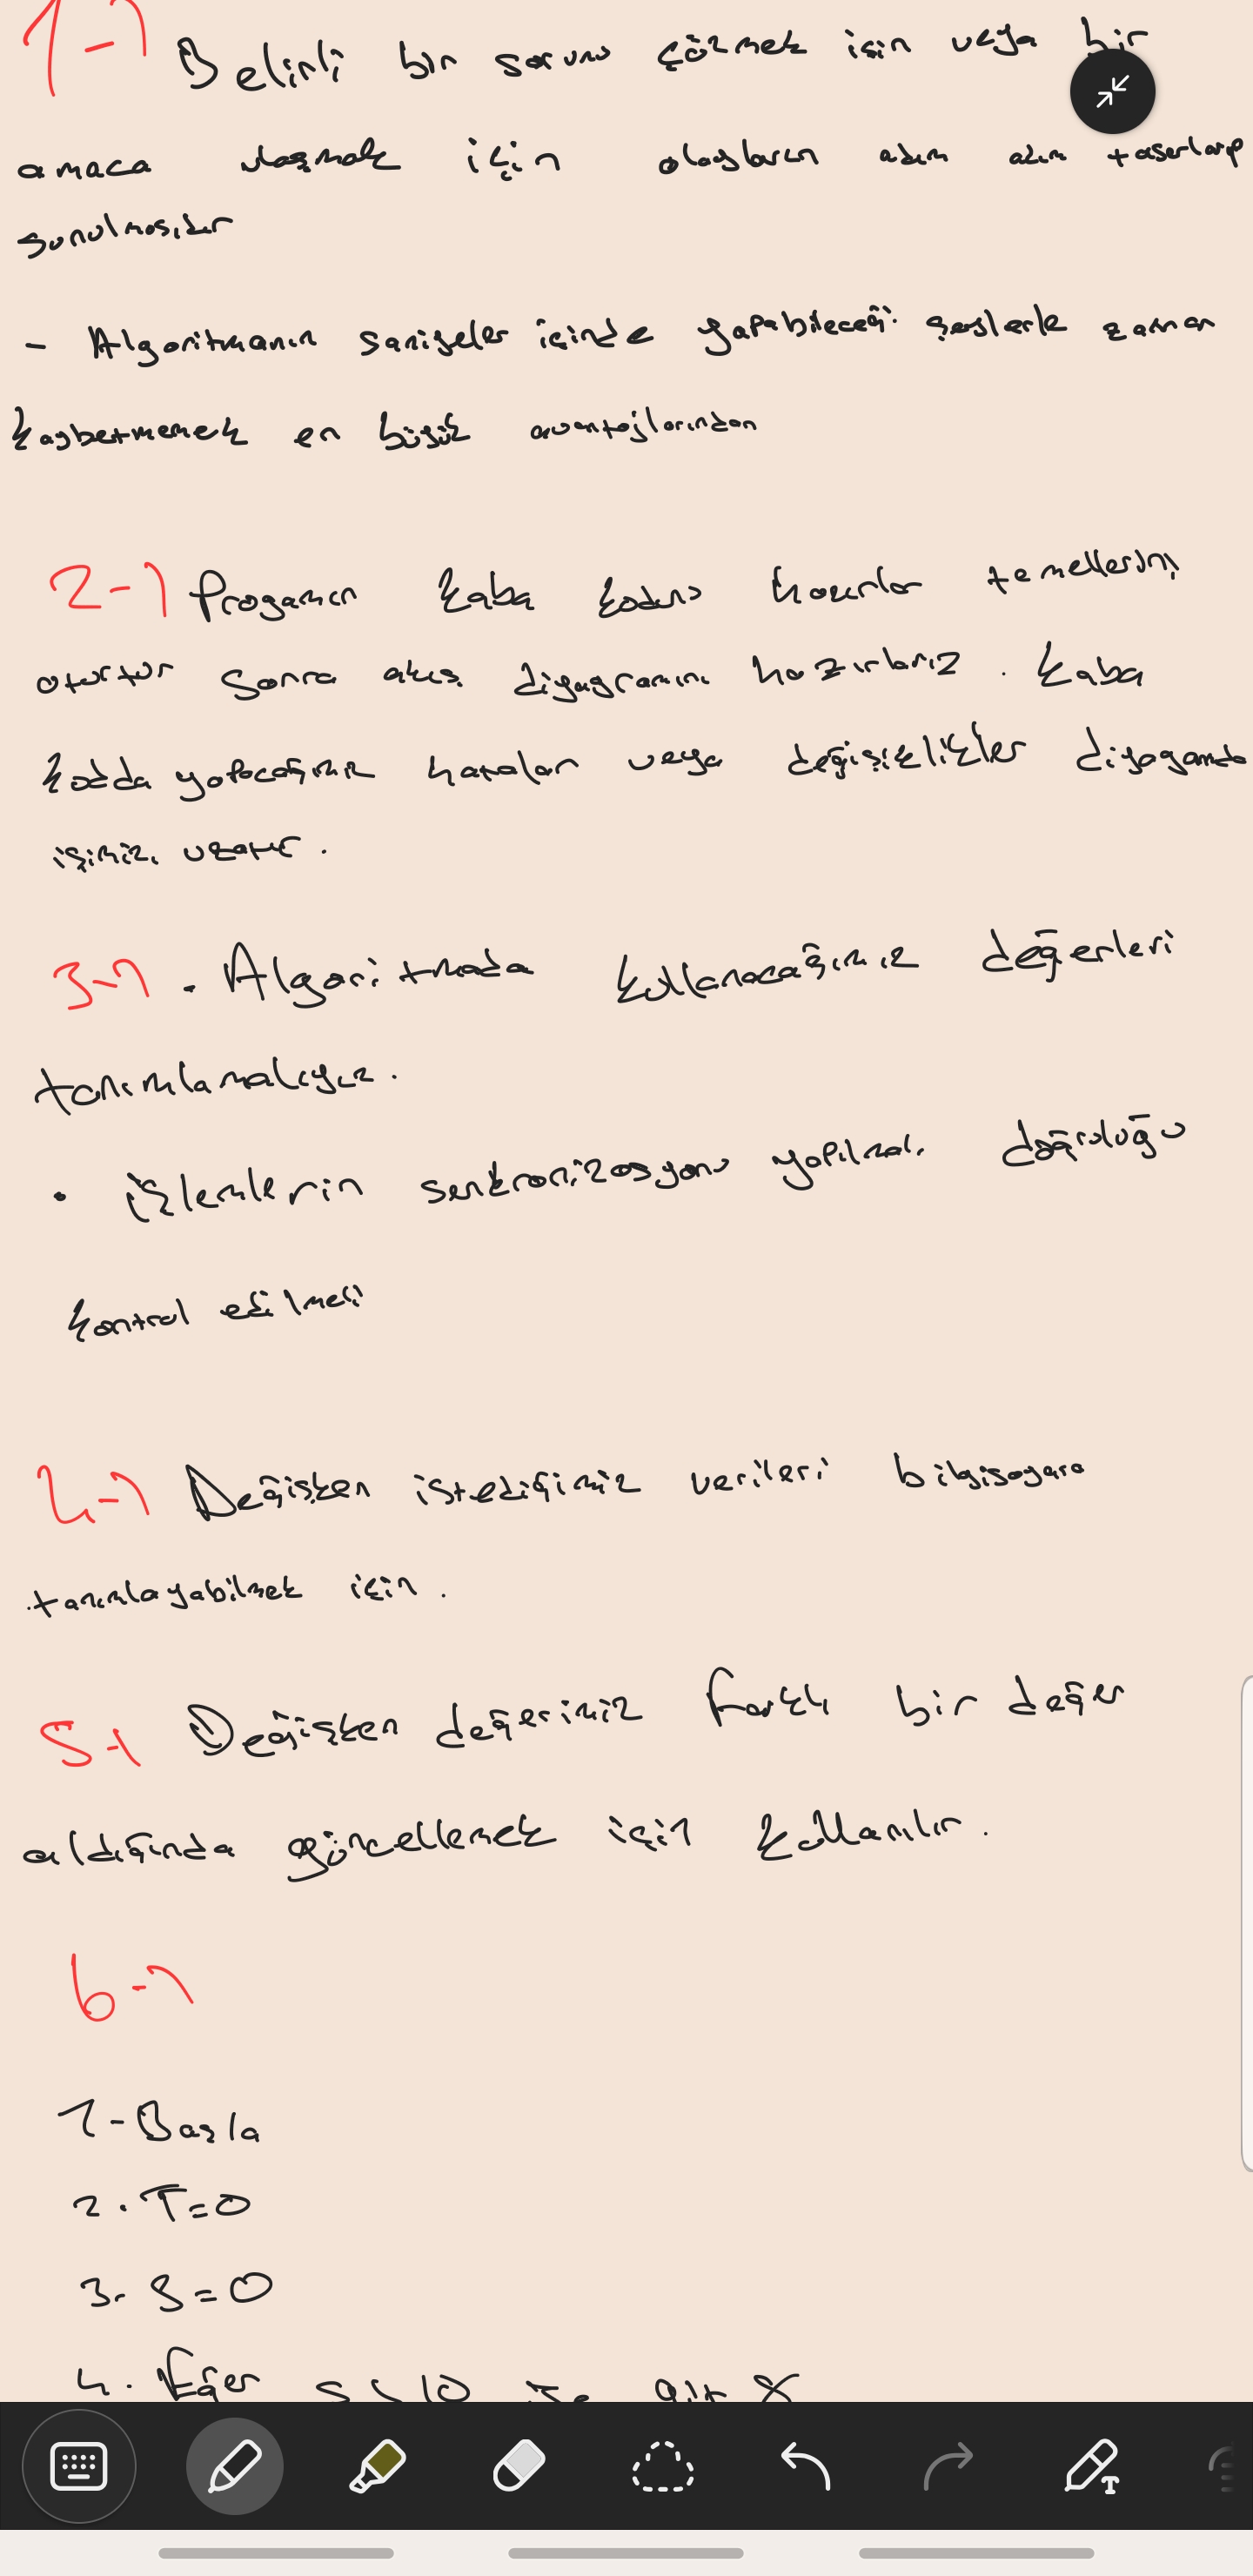 1-) Belirli bir sorunu çözmek için veya bir
amaca ulaşmak için olayların adım adım tasarlanıp
sunulmasıdır
- Algoritmanın saniyeler içinde yapabileceği şeylerle zaman
kaybetmemek en büyük avantajlarından
2-) Progamın kaba kodunu hazırlar temellerini
oturtur sonra akış diyagramını hazırlarız. Kaba
kodda yapacağımız hatalar veya değişiklikler diyagamda
işimizi uzatır.
3-) . Algoritmada kullanacağımız değerleri
tanımlamalıyız.
. İşlemlerin senkronizasyonu yapılmalı doğruluğu
kontrol edilmeli
4-) Değişken istediğimiz verileri bilgisayara
tanımlayabilmek için.
5-) Değişken değerimiz farklı bir değer
aldığında güncellemek için kullanılır.
6-)
1-Başla
2. T=0
3. S=0
4. Eğer S>10 ise git 8